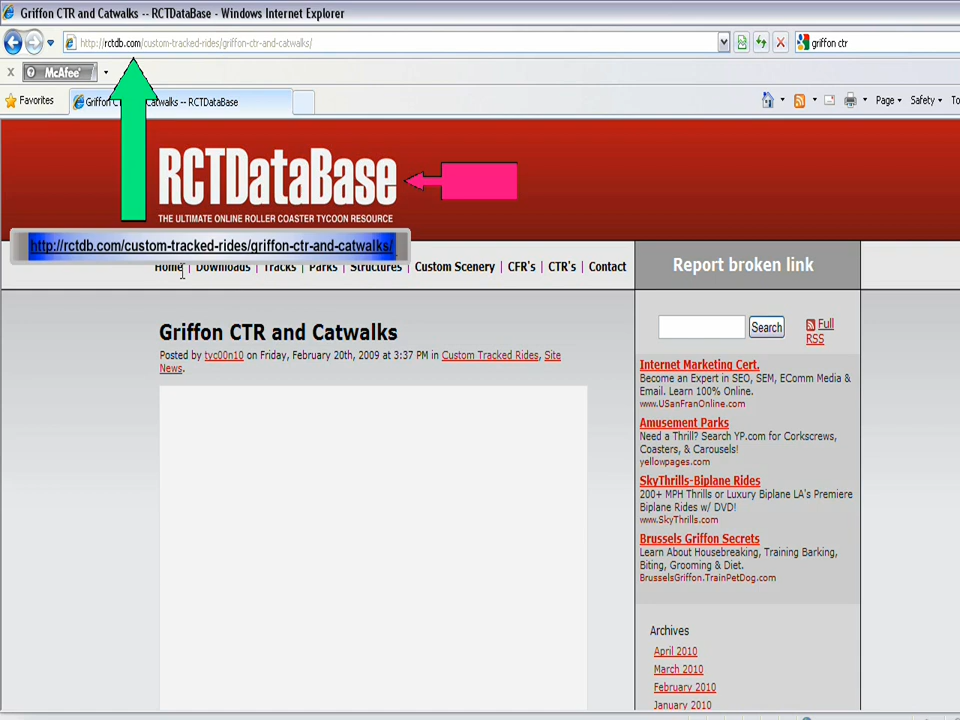 Griffon CTR and Catwalks -- RCTDataBase - Windows Internet Explorer
http://rctdb.com/custom-tracked-rides/griffon-ctr-and-catwalks/
griffon ctr
McAfee
Favorites
Griffon C Catwalks -- RCTDataBase
Page
Safety
To
RCTDataBase
THE ULTIMATE ONLINE ROLLER COASTER TYCOON RESOURCE
http://rctdb.com/custom-tracked-rides/griffon-ctr-and-catwalks/
Home | Downloads | Tracks | Parks | Structures | Custom Scenery | CFR's | CTR's | Contact
Report broken link
Griffon CTR and Catwalks
Posted by tyc00n10 on Friday, February 20th, 2009 at 3:37 PM in Custom Tracked Rides, Site
News.
Search
Full
RSS
Internet Marketing Cert.
Become an Expert in SEO, SEM, EComm Media &
Email. Learn 100% Online.
www.USanFranOnline.com
Amusement Parks
Need a Thrill? Search YP.com for Corkscrews,
Coasters, & Carousels!
yellowpages.com
SkyThrills-Biplane Rides
200+ MPH Thrills or Luxury Biplane LA's Premiere
Biplane Rides w/ DVD!
www.SkyThrills.com
Brussels Griffon Secrets
Learn About Housebreaking, Training Barking,
Biting, Grooming & Diet.
BrusselsGriffon.TrainPetDog.com
Archives
April 2010
March 2010
February 2010
January 2010